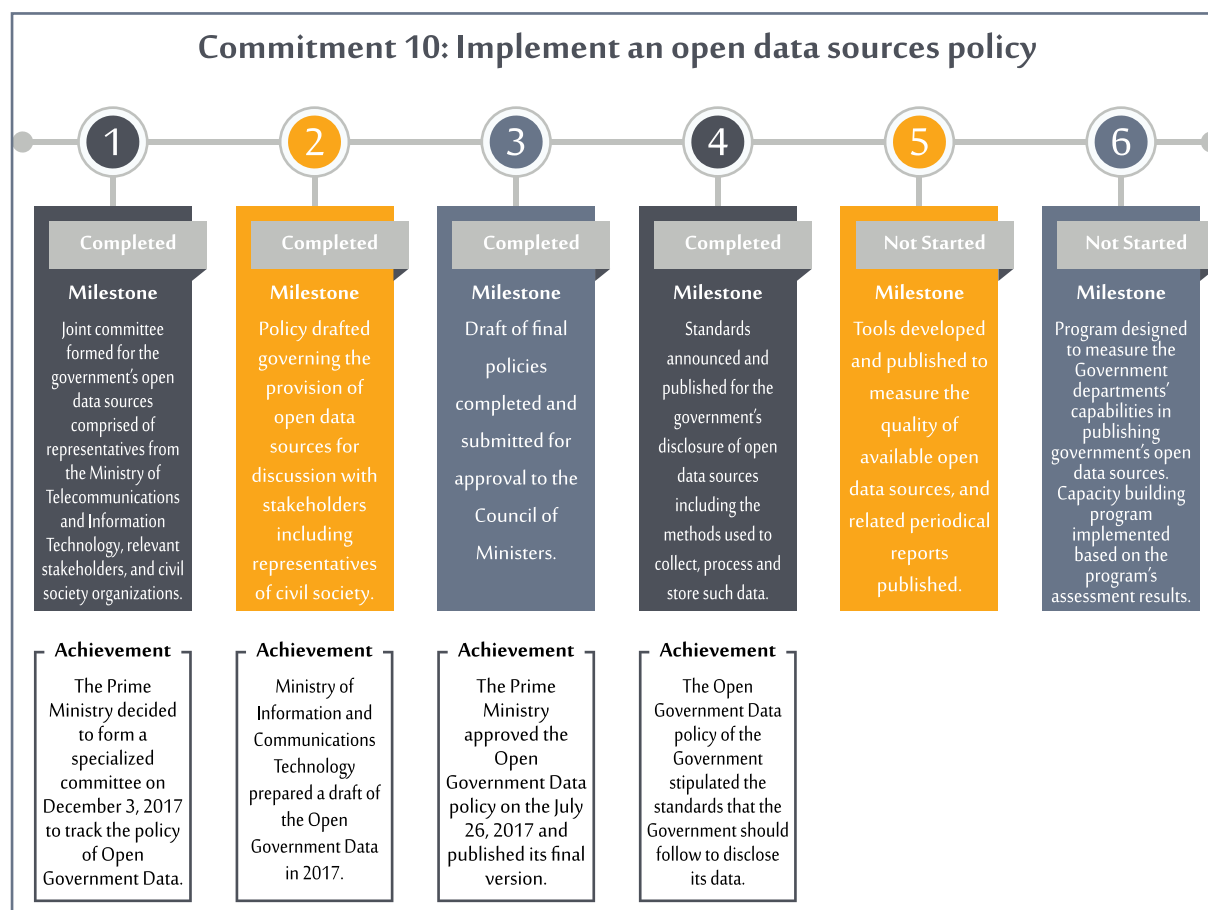 Commitment 10: Implement an open data sources policy
1
2
3
4
5
6
Completed
Milestone
Joint committee
formed for the
government's open
data sources
comprised of
representatives from
the Ministry of
Telecommunications
and Information
Technology, relevant
stakeholders, and civil
society organizations.
Completed
Milestone
Policy drafted
governing the
provision of
open data
sources for
discussion with
stakeholders
including
representatives
of civil society.
Completed
Milestone
Draft of final
policies
completed and
submitted for
approval to the
Council of
Ministers.
Completed
Milestone
Standards
announced and
published for the
government's
disclosure of open
data sources
including the
methods used to
collect, process and
store such data.
Not Started
Milestone
Tools developed
and published to
measure the
quality of
available open
data sources, and
related periodical
reports
published.
Not Started
Milestone
Program designed
to measure the
Government
departments'
capabilities in
publishing
government's open
data sources.
Capacity building
program
implemented
based on the
program's
assessment results.
Achievement
The Prime
Ministry decided
to form a
specialized
committee on
December 3, 2017
to track the policy
of Open
Government Data.
Achievement
Ministry of
Information and
Communications
Technology
prepared a draft of
the Open
Government Data
in 2017.
Achievement
The Prime
Ministry
approved the
Open
Government Data
policy on the July
26, 2017 and
published its final
version.
Achievement
The Open
Government Data
policy of the
Government
stipulated the
standards that the
Government should
follow to disclose
its data.